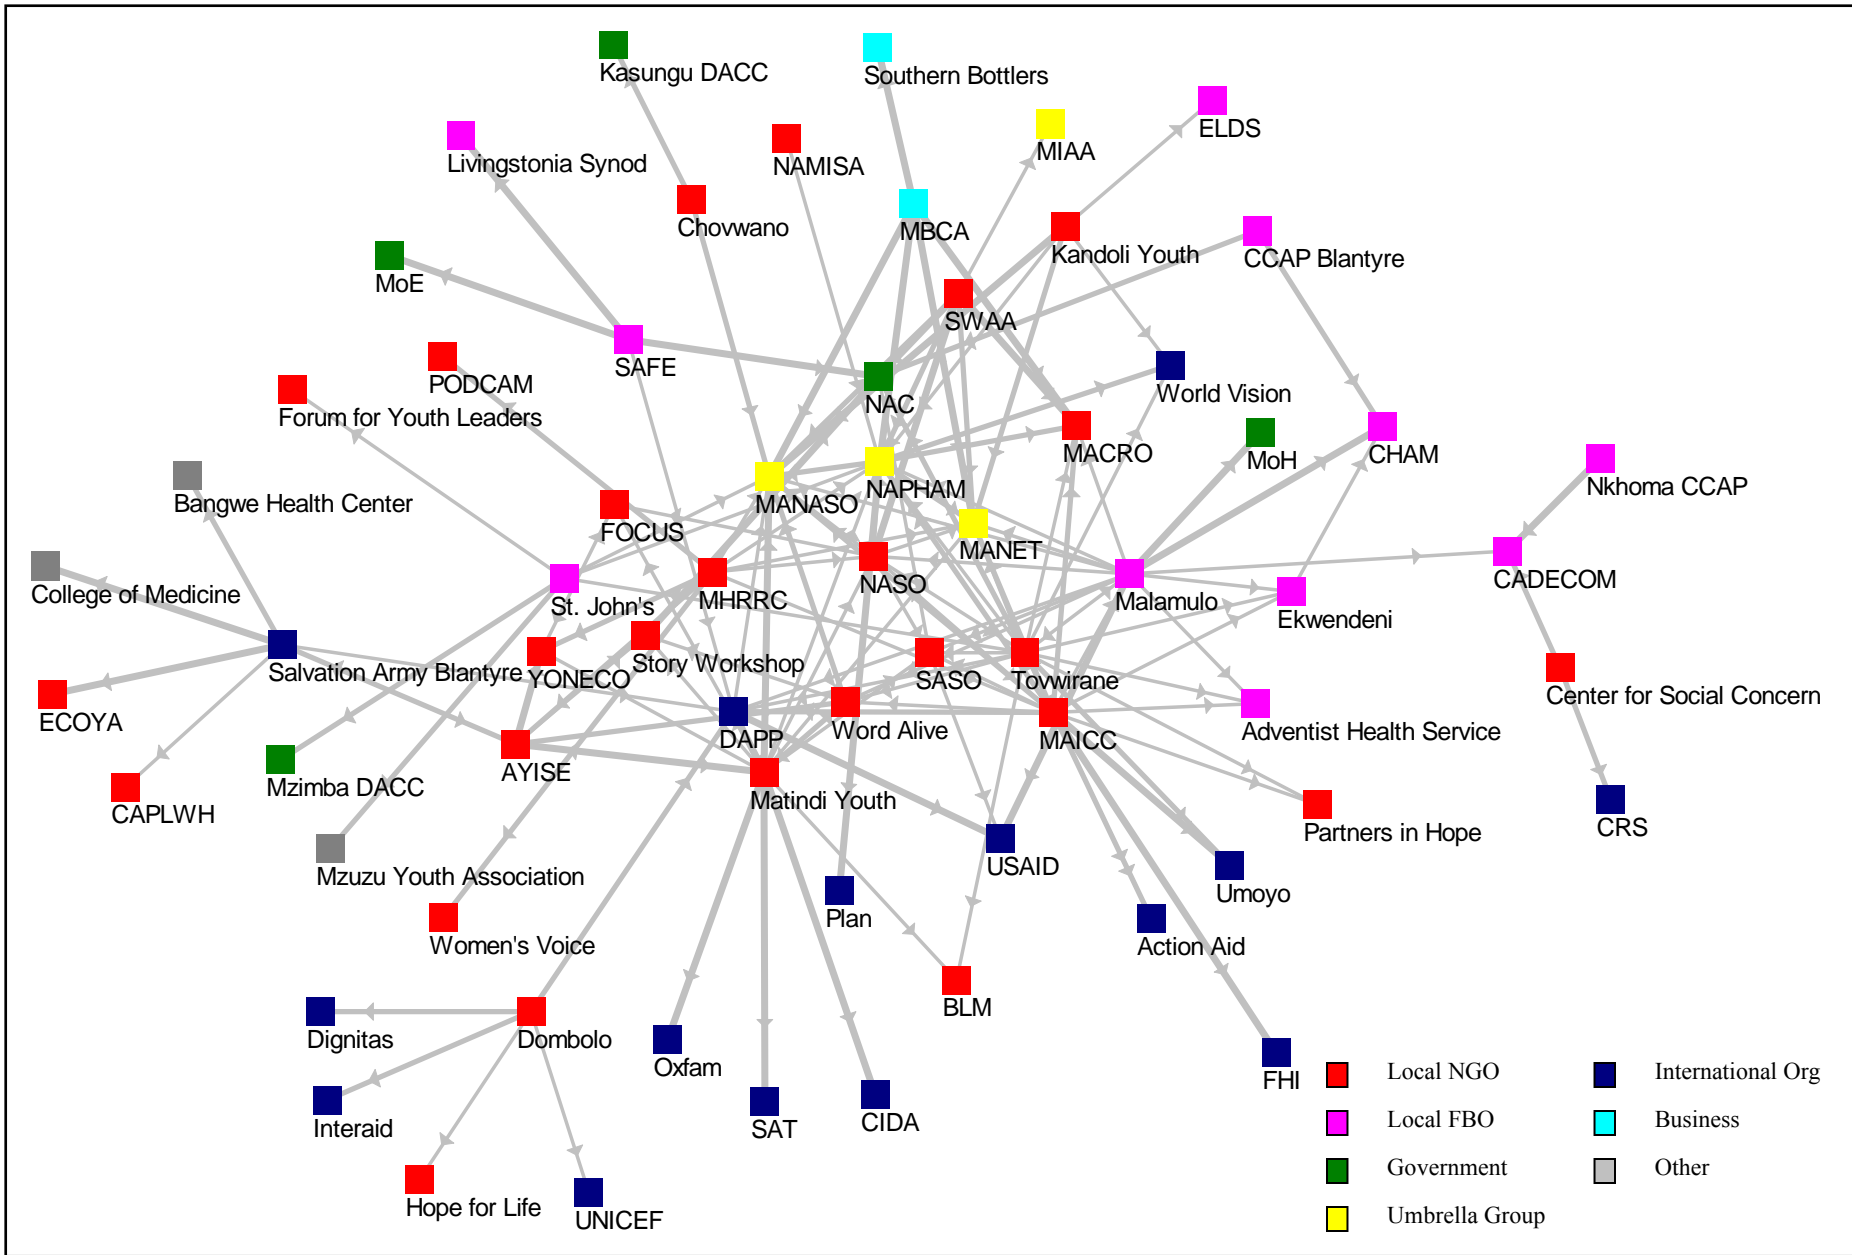 Kasungu DACC
Southern Bottlers
ELDS
MIAA
Livingstonia Synod
NAMISA
Chovwano
MBCA
Kandoli Youth
CCAP Blantyre
MoE
SWAA
SAFE
PODCAM
NAC
World Vision
Forum for Youth Leaders
MACRO
MoH
CHAM
Bangwe Health Center
MANASO
NAPHAM
Nkhoma CCAP
FOCUS
MANET
College of Medicine
St. John's
MHRRC
NASO
Malamulo
CADECOM
Ekwendeni
Salvation Army Blantyre
YONECO
Story Workshop
SASO
Tovwirane
Center for Social Concern
ECOYA
DAPP
Word Alive
MAICC
Adventist Health Service
AYISE
Mzimba DACC
Matindi Youth
CAPLWH
Partners in Hope
CRS
USAID
Mzuzu Youth Association
Umoyo
Plan
Women's Voice
Action Aid
BLM
Dignitas
Dombolo
Oxfam
FHI
Interaid
SAT
CIDA
Hope for Life
UNICEF
Local NGO
International Org
Local FBO
Business
Government
Other
Umbrella Group